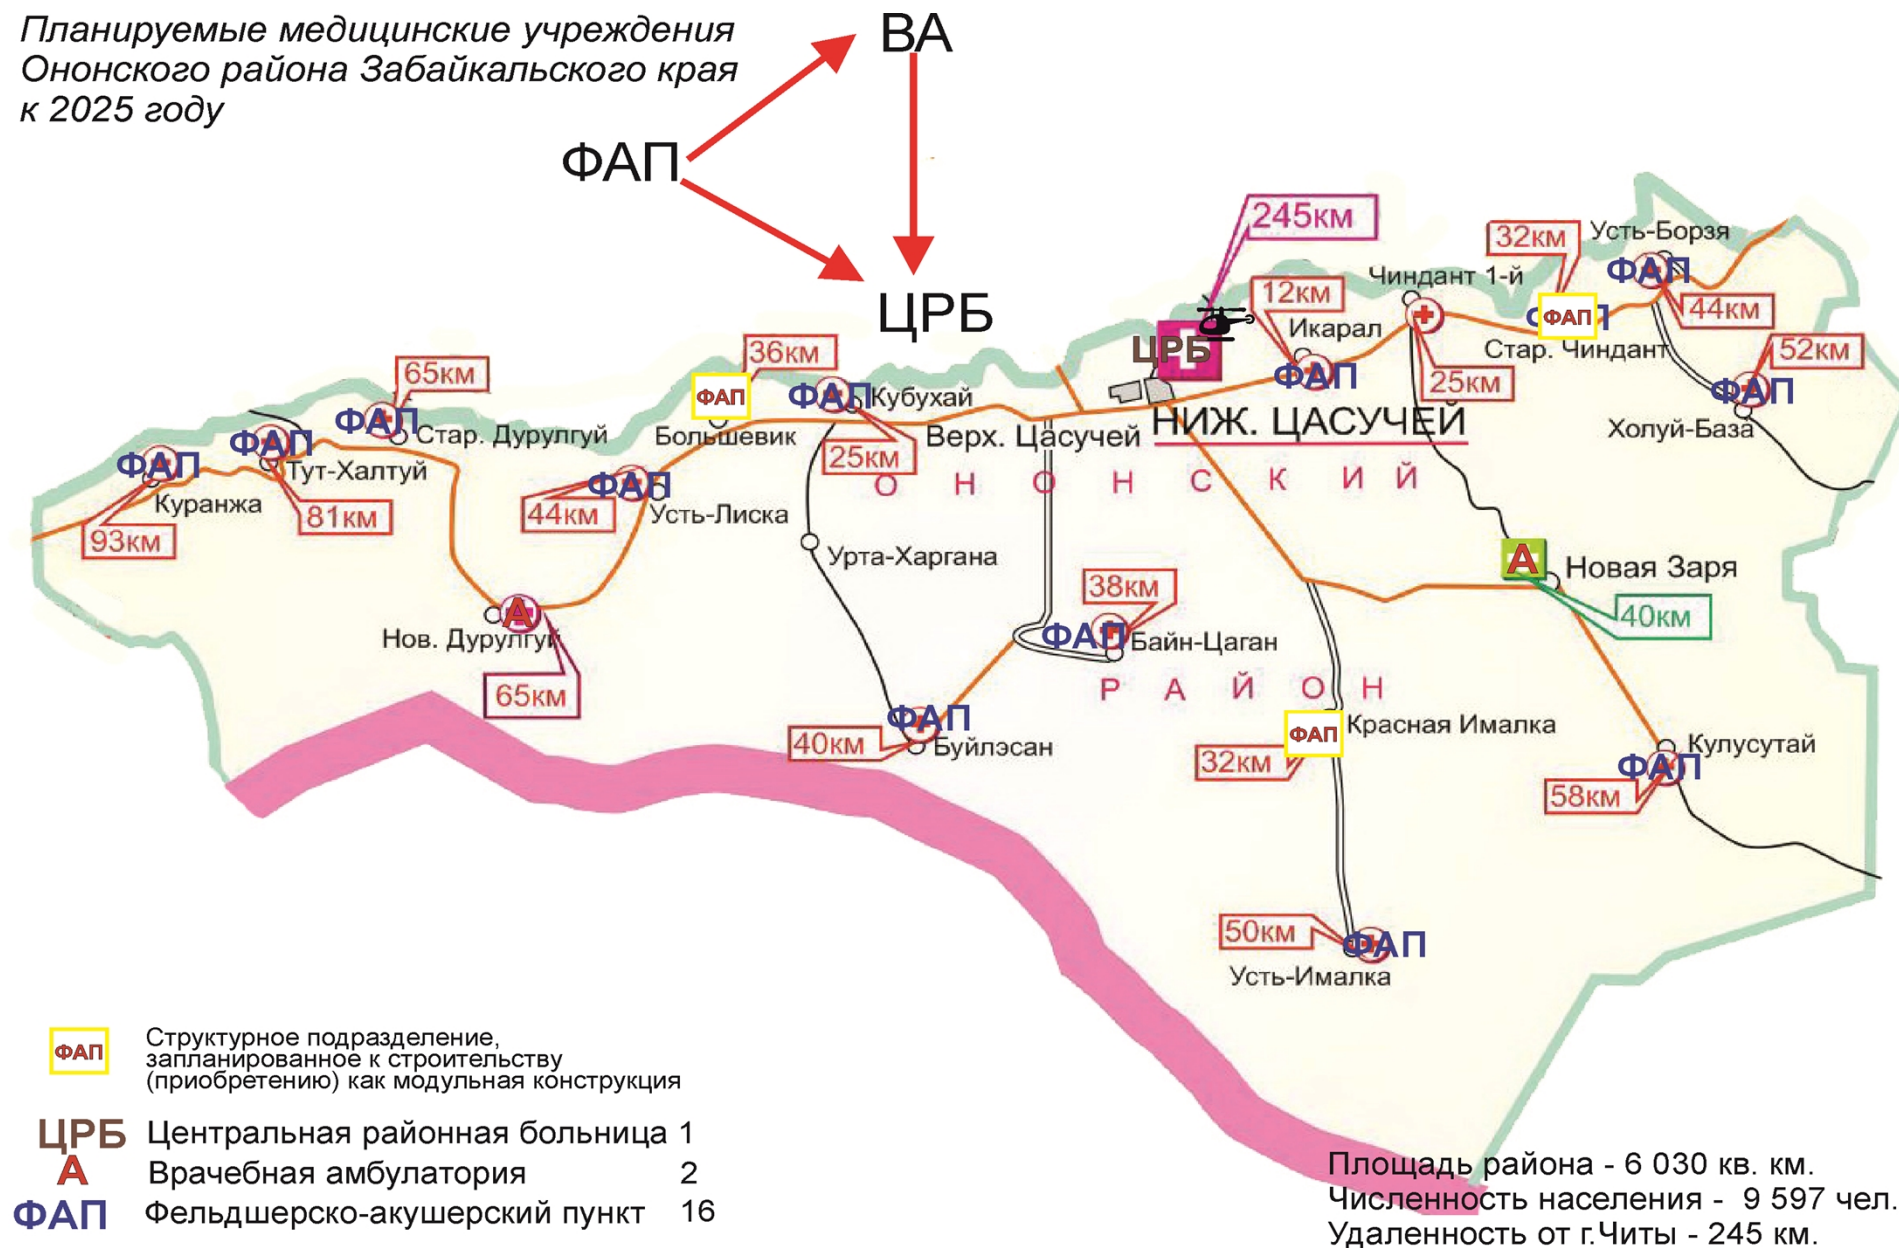 Планируемые медицинские учреждения
Ононского района Забайкальского края
к 2025 году
ВА
ФАП
ЦРБ
245км
32км
Усть-Борзя
ФАП
44км
Чиндант 1-й
12км
Икарал
ФАП
ФАП
Стар. Чиндант
52км
ФАП
Холуй-База
25км
ЦРБ
НИЖ. ЦАСУЧЕЙ
36км
ФАП
Большевик
ФАП
Кубухай
25км
Верх. Цасучей
65км
ФАП
Стар. Дурулгуй
ФАП
Тут-Халтуй
81км
ФАП
Куранжа
93км
44км
ФАП
Усть-Лиска
О Н О Н С К И Й
Урта-Харгана
А
Новая Заря
40км
38км
ФАП
Байн-Цаган
А
Нов. Дурулгуй
65км
Р А Й О Н
ФАП
Буйлэсан
40км
ФАП
Красная Ималка
32км
Кулусутай
ФАП
58км
50км
ФАП
Усть-Ималка
ФАП
Структурное подразделение,
запланированное к строительству
(приобретению) как модульная конструкция
ЦРБ Центральная районная больница 1
А Врачебная амбулатория 2
ФАП Фельдшерско-акушерский пункт 16
Площадь района - 6 030 кв. км.
Численность населения - 9 597 чел.
Удаленность от г.Читы - 245 км.